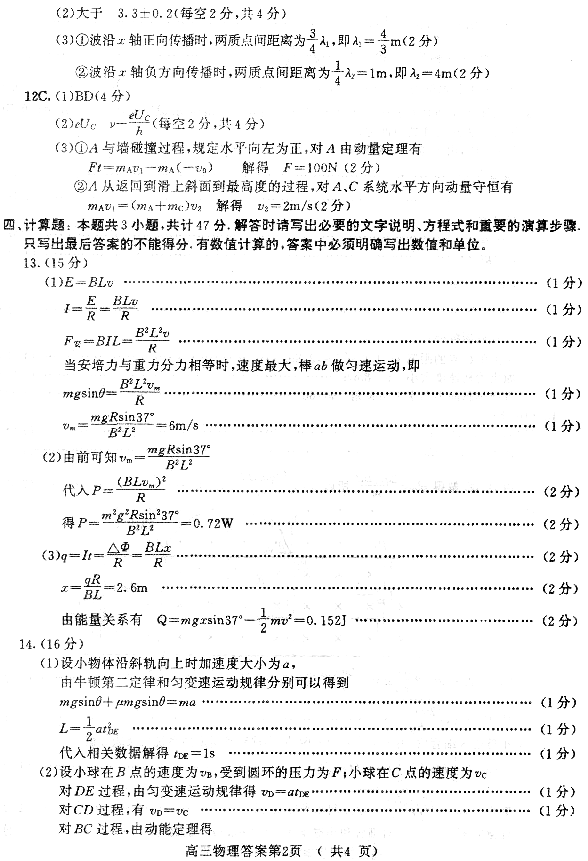 (2)大于　3.3±0.2(每空2分,共4分)
(3)①波沿x轴正向传播时,两质点间距离为3/4λ₁,即λ₁=4/3m(2分)
②波沿x轴负方向传播时,两质点间距离为1/4λ₂=1m,即λ₂=4m(2分)
12C. (1)BD(4分)
(2)eU_C　ν-eU_C/h(每空2分,共4分)
(3)①A与墙碰撞过程,规定水平向左为正,对A由动量定理有
Ft=m_Av₁-m_A(-v₀)　解得　F=100N (2分)
②A从返回到滑上斜面到最高度的过程,对A、C系统水平方向动量守恒有
m_Av₁=(m_A+m_C)v₂　解得　v₂=2m/s(2分)
四、计算题：本题共3小题,共计47分.解答时请写出必要的文字说明、方程式和重要的演算步骤.
只写出最后答案的不能得分.有数值计算的,答案中必须明确写出数值和单位。
13. (15分)
(1)E=BLv ……………………(1分)
I=E/R=BLv/R ……………………(1分)
F安=BIL=B²L²v/R ……………………(1分)
当安培力与重力分力相等时,速度最大,棒ab做匀速运动,即
mgsinθ=B²L²v_m/R ……………………(1分)
v_m=mgRsin37°/B²L²=6m/s ……………………(1分)
(2)由前可知v_m=mgRsin37°/B²L²
代入P=(BLv_m)²/R ……………………(2分)
得P=m²g²Rsin²37°/B²L²=0.72W ……………………(2分)
(3)q=It=△Φ/R=BLx/R ……………………(2分)
x=qR/BL=2.6m ……………………(2分)
由能量关系有　Q=mgxsin37°-1/2mv²=0.152J ……………………(2分)
14. (16分)
(1)设小物体沿斜轨向上时加速度大小为a,
由牛顿第二定律和匀变速运动规律分别可以得到
mgsinθ+μmgsinθ=ma ……………………(1分)
L=1/2at²_DE ……………………(1分)
代入相关数据解得t_DE=1s ……………………(1分)
(2)设小球在B点的速度为v_B,受到圆环的压力为F;小球在C点的速度为v_C
对DE过程,由匀变速运动规律得v_D=at_DE ……………………(1分)
对CD过程,有v_D=v_C ……………………(1分)
对BC过程,由动能定理得
高三物理答案第2页　( 共4　页)